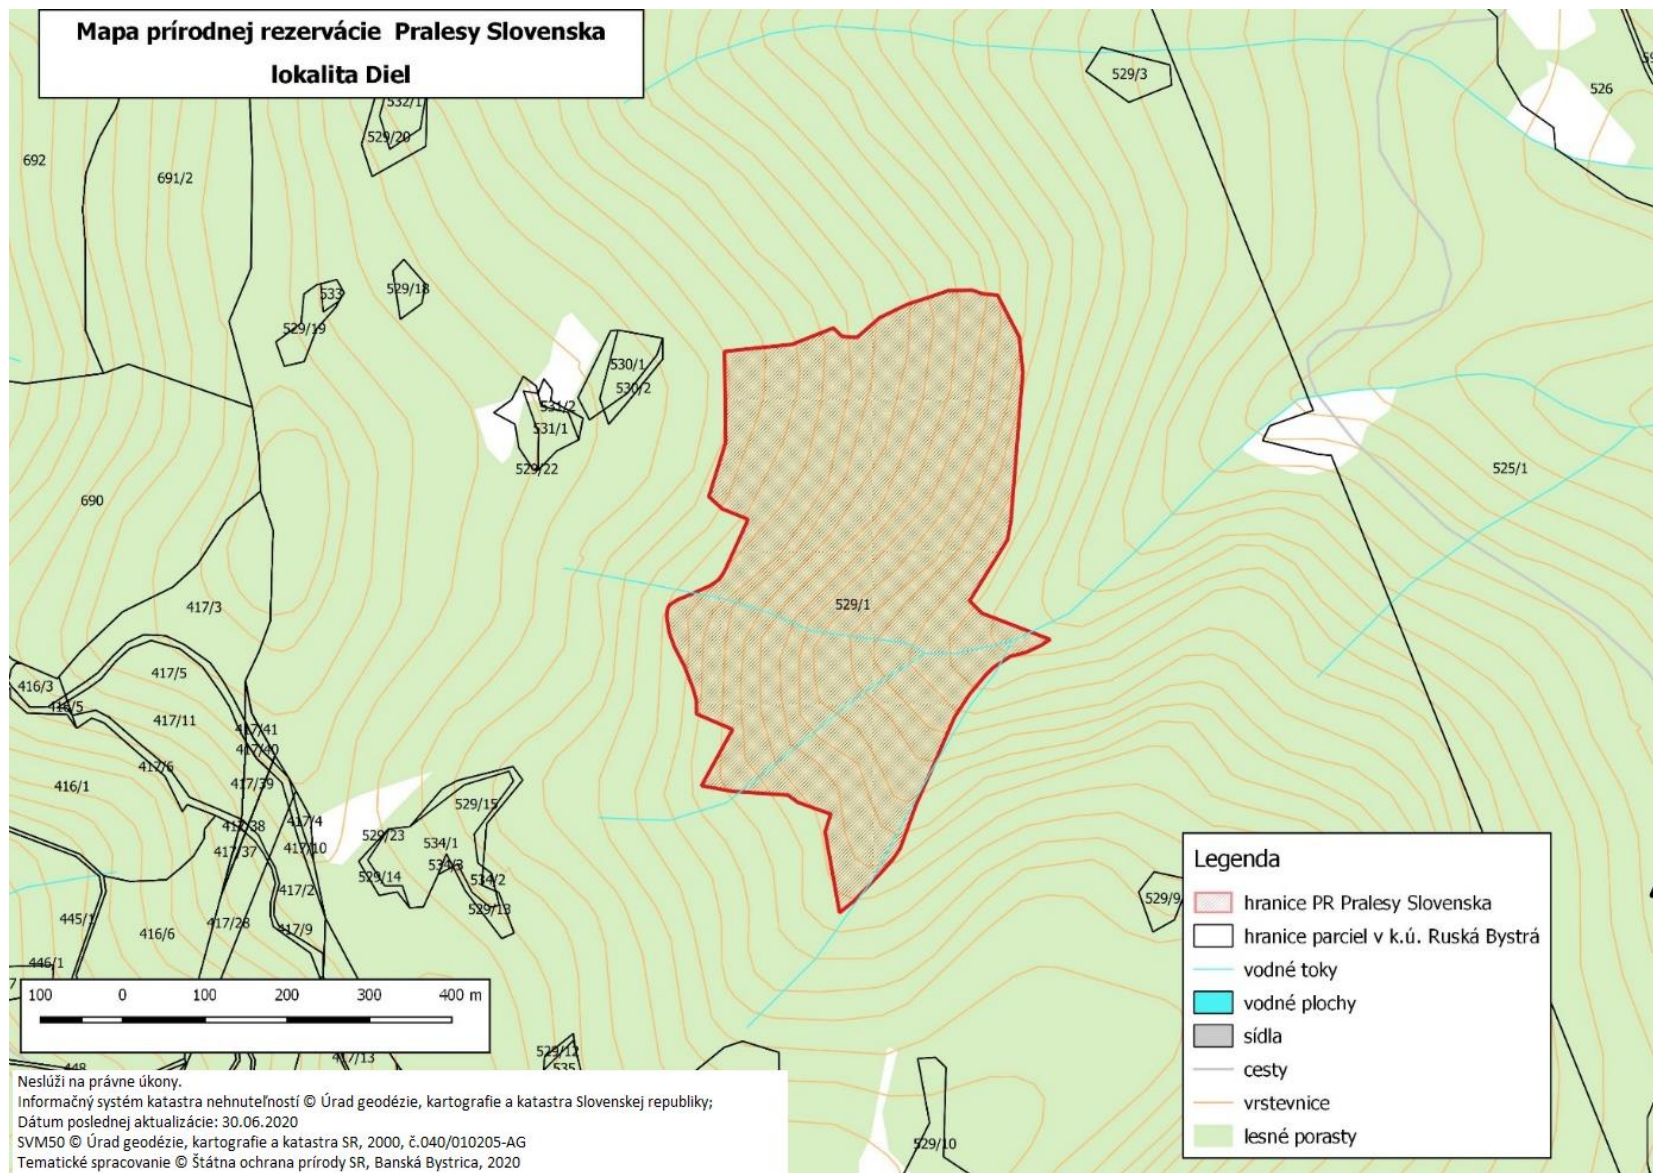 Mapa prírodnej rezervácie Pralesy Slovenska
lokalita Diel
532/1
529/20
529/3
526
692
691/2
533
529/18
529/19
530/1
530/2
531/2
531/1
529/22
525/1
690
417/3
529/1
416/3
417/5
416/5
417/11
417/41
417/40
417/6
417/39
416/1
529/15
417/4
417/38
529/23
534/1
417/10
417/37
534/3
529/14
534/2
417/2
529/13
445/1
417/28
417/9
416/6
446/1
529/9
Legenda
hranice PR Pralesy Slovenska
hranice parciel v k.ú. Ruská Bystrá
vodné toky
vodné plochy
sídla
cesty
vrstevnice
lesné porasty
100 0 100 200 300 400 m
529/12
417/13
448
535
529/10
Neslúži na právne úkony.
Informačný systém katastra nehnuteľností © Úrad geodézie, kartografie a katastra Slovenskej republiky;
Dátum poslednej aktualizácie: 30.06.2020
SVM50 © Úrad geodézie, kartografie a katastra SR, 2000, č.040/010205-AG
Tematické spracovanie © Štátna ochrana prírody SR, Banská Bystrica, 2020